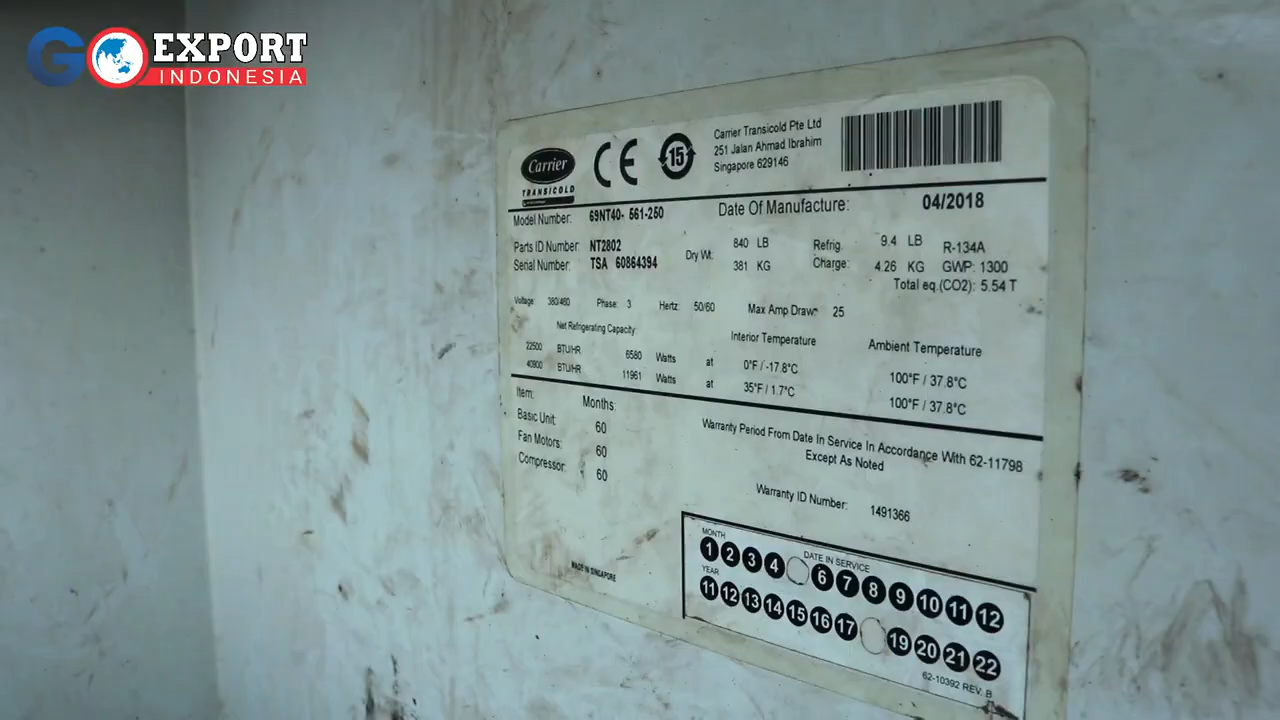 GO EXPORT
INDONESIA
Carrier
TRANSICOLD
CE
15
Carrier Transicold Pte Ltd
251 Jalan Ahmad Ibrahim
Singapore 629146
Model Number: 69NT40- 561-250
Date Of Manufacture: 04/2018
Parts ID Number: NT2802
Serial Number: TSA 60864394
Dry Wt: 840 LB
381 KG
Refrig. Charge: 9.4 LB R-134A
4.26 KG GWP: 1300
Total eq.(CO2): 5.54 T
Voltage: 380/460 Phase: 3 Hertz: 50/60 Max Amp Draw: 25
Net Refrigerating Capacity Interior Temperature Ambient Temperature
22500 BTU/HR 6580 Watts at 0°F / -17.8°C 100°F / 37.8°C
40900 BTU/HR 11961 Watts at 35°F / 1.7°C 100°F / 37.8°C
Item: Months:
Basic Unit: 60
Fan Motors: 60
Compressor: 60
Warranty Period From Date In Service In Accordance With 62-11798
Except As Noted
Warranty ID Number: 1491366
MADE IN SINGAPORE
MONTH DATE IN SERVICE
1 2 3 4 6 7 8 9 10 11 12
YEAR
11 12 13 14 15 16 17 19 20 21 22
62-10392 REV. B